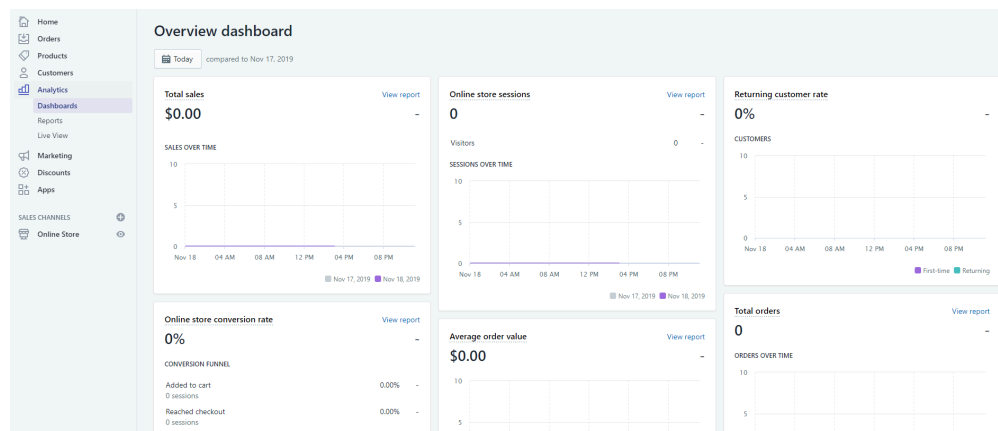 Home
Orders
Products
Customers
Analytics
Dashboards
Reports
Live View
Marketing
Discounts
Apps
SALES CHANNELS
Online Store
Overview dashboard
Today compared to Nov 17, 2019
Total sales View report
$0.00 -
SALES OVER TIME
10
5
0
Nov 18 04 AM 08 AM 12 PM 04 PM 08 PM
Nov 17, 2019 Nov 18, 2019
Online store conversion rate View report
0% -
CONVERSION FUNNEL
Added to cart 0.00% -
0 sessions
Reached checkout 0.00% -
0 sessions
Online store sessions View report
0 -
Visitors 0 -
SESSIONS OVER TIME
10
5
0
Nov 18 04 AM 08 AM 12 PM 04 PM 08 PM
Nov 17, 2019 Nov 18, 2019
Average order value View report
$0.00 -
10
5
Returning customer rate
0% -
CUSTOMERS
10
5
0
Nov 18 04 AM 08 AM 12 PM 04 PM 08 PM
First-time Returning
Total orders View report
0 -
ORDERS OVER TIME
10
5